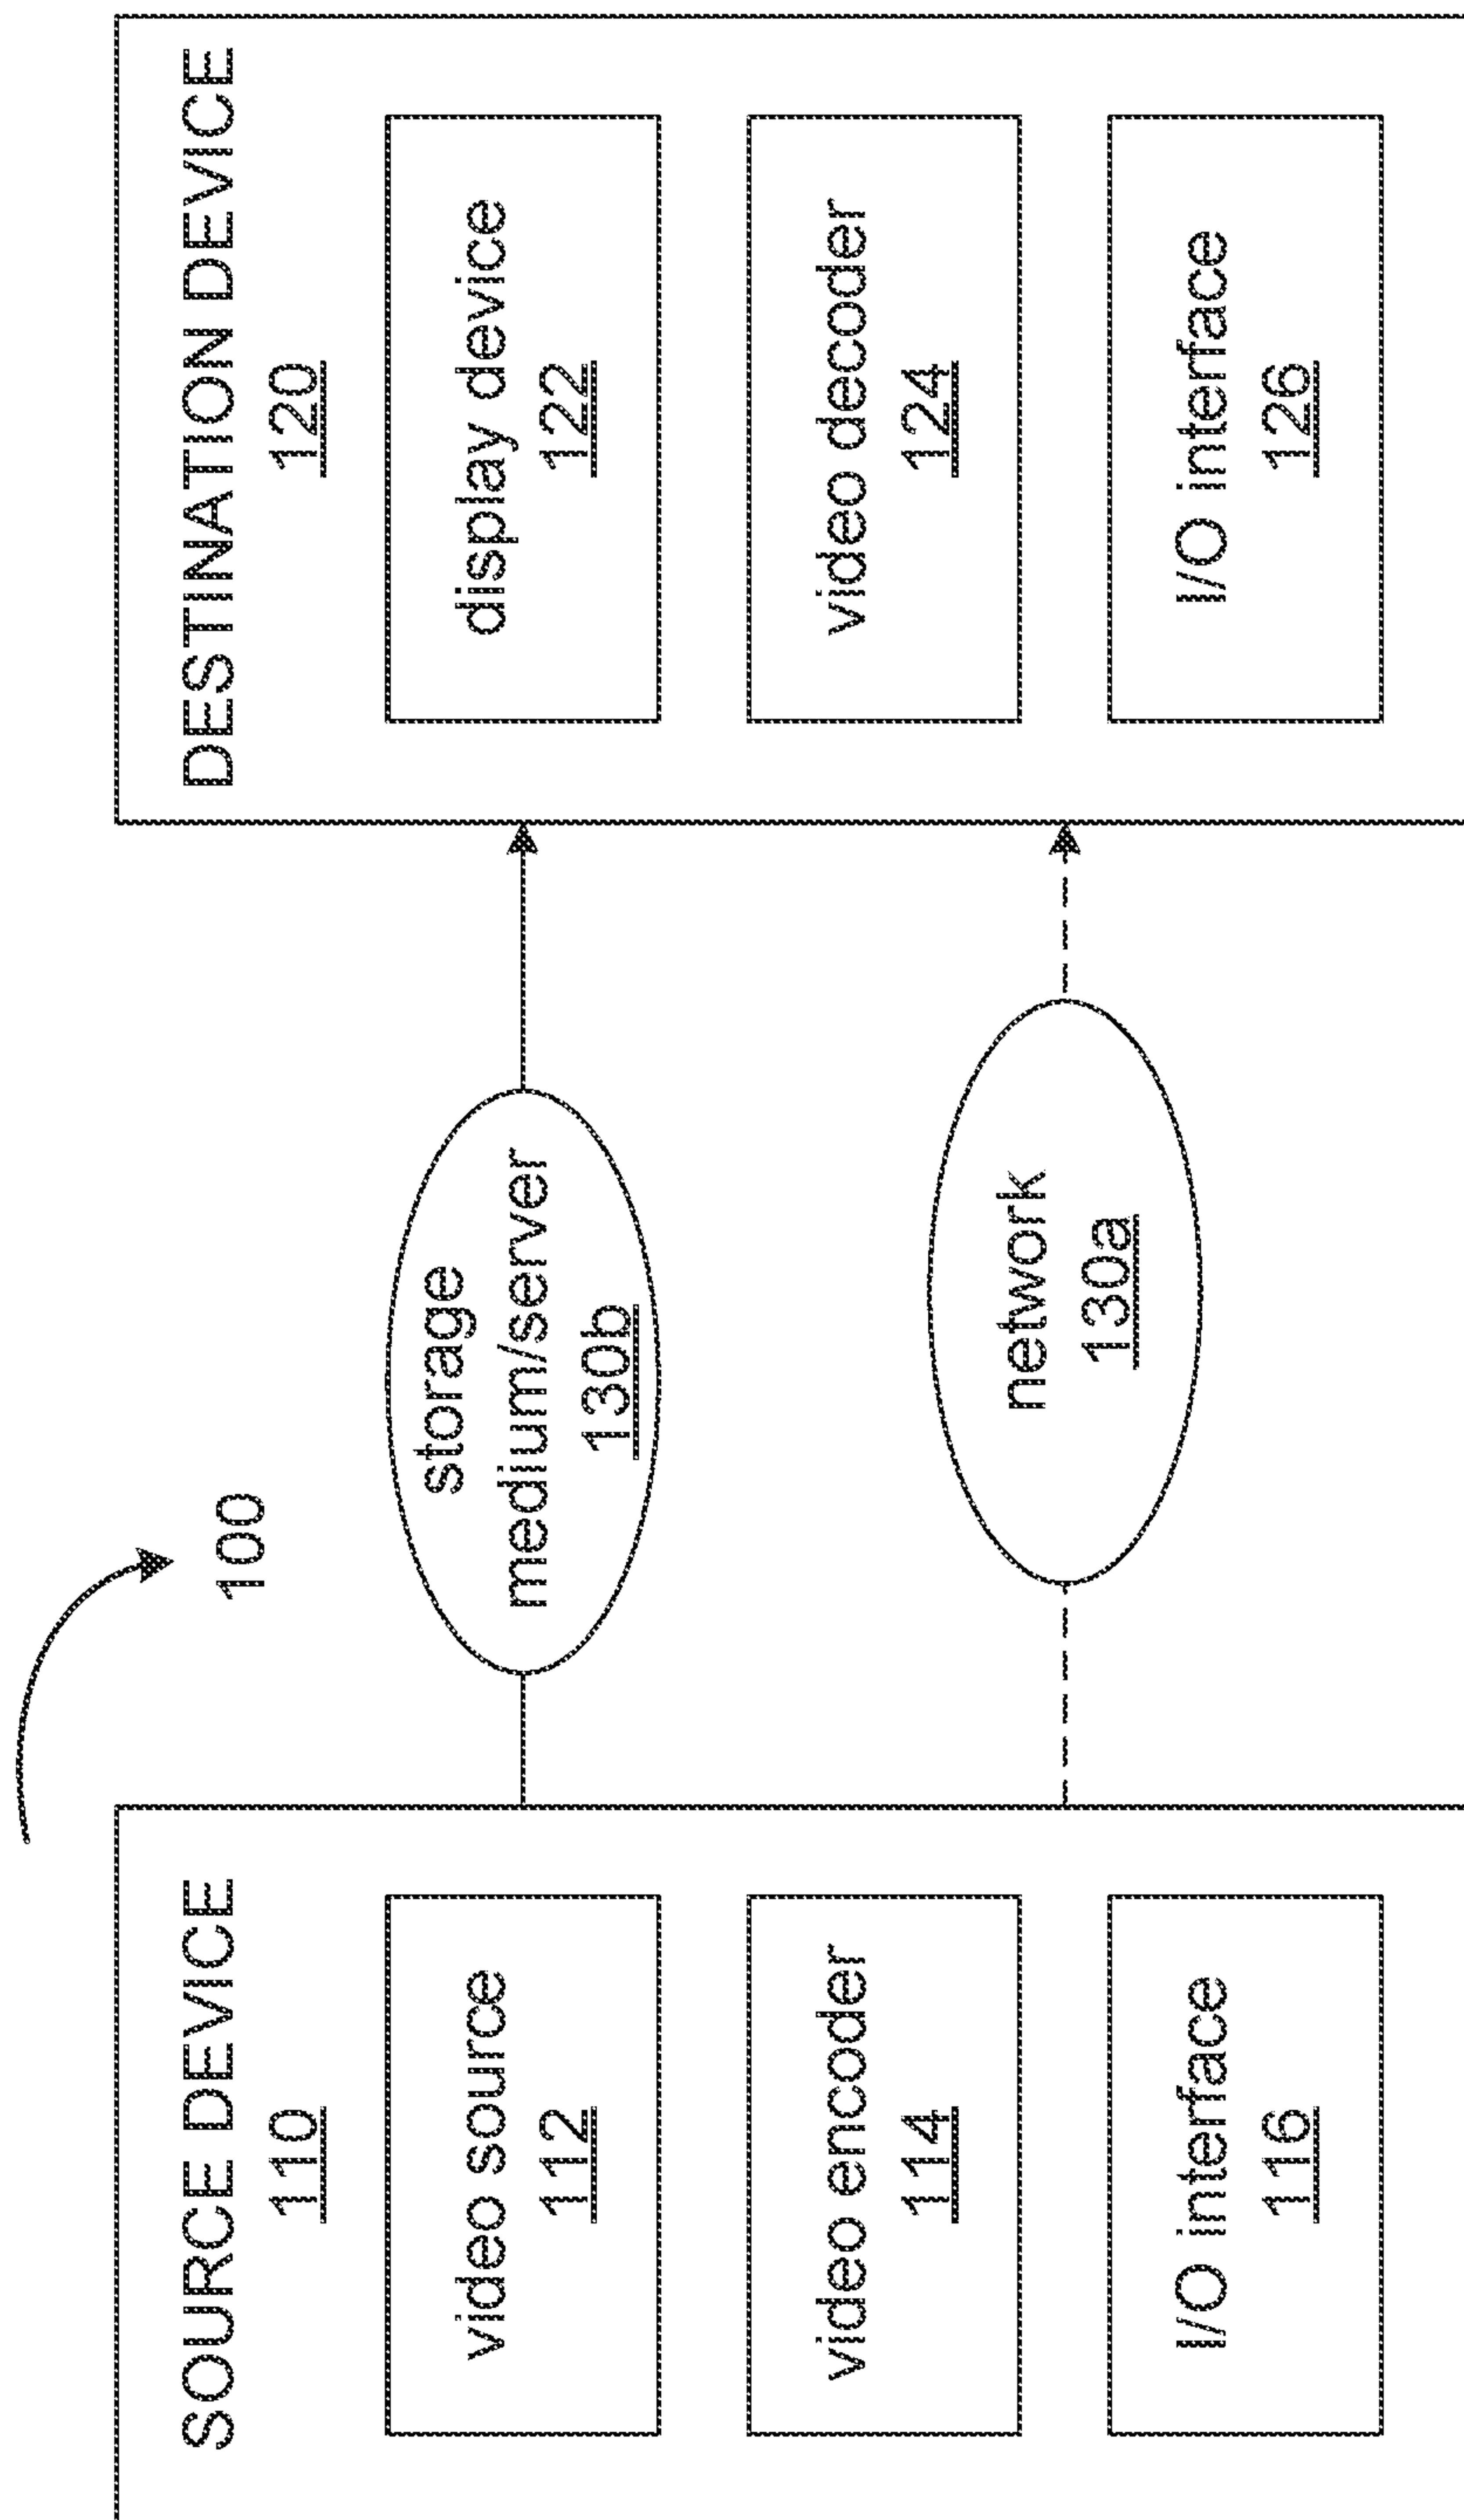 100
SOURCE DEVICE
110
video source
112
video encoder
114
I/O interface
116
storage
medium/server
130b
network
130a
DESTINATION DEVICE
120
display device
122
video decoder
124
I/O interface
126